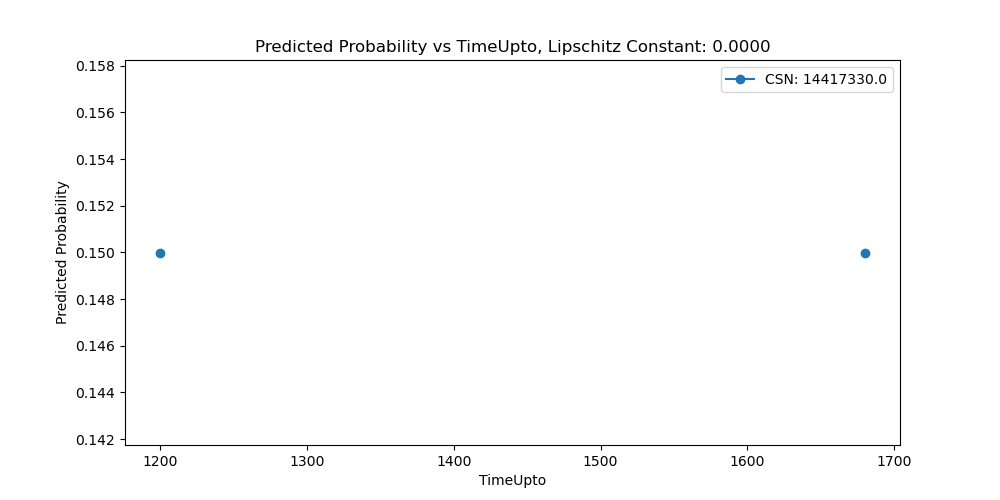 Predicted Probability vs TimeUpto, Lipschitz Constant: 0.0000
CSN: 14417330.0
Predicted Probability
0.158
0.156
0.154
0.152
0.150
0.148
0.146
0.144
0.142
1200 1300 1400 1500 1600 1700
TimeUpto